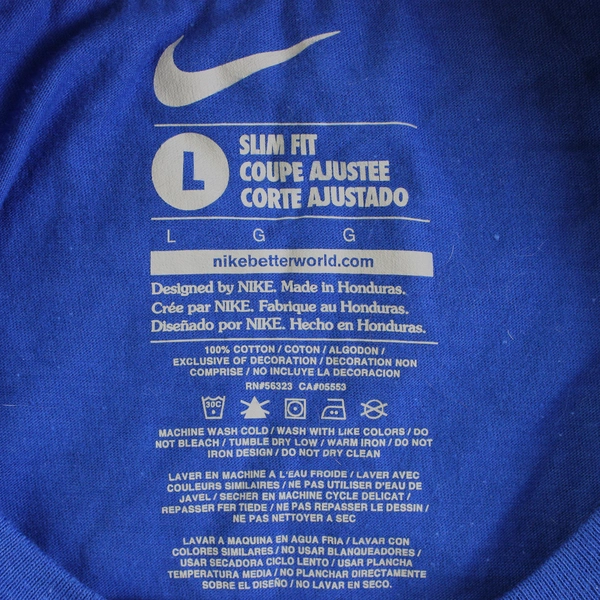 L
SLIM FIT
COUPE AJUSTEE
CORTE AJUSTADO
L G G
nikebetterworld.com
Designed by NIKE. Made in Honduras.
Crée par NIKE. Fabrique au Honduras.
Diseñado por NIKE. Hecho en Honduras.
100% COTTON / COTON / ALGODON /
EXCLUSIVE OF DECORATION / DECORATION NON
COMPRISE / NO INCLUYE LA DECORACION
RN#56323 CA#05553
30C
MACHINE WASH COLD / WASH WITH LIKE COLORS / DO
NOT BLEACH / TUMBLE DRY LOW / WARM IRON / DO NOT
IRON DESIGN / DO NOT DRY CLEAN
LAVER EN MACHINE A L'EAU FROIDE / LAVER AVEC
COULEURS SIMILAIRES / NE PAS UTILISER D'EAU DE
JAVEL / SECHER EN MACHINE CYCLE DELICAT /
REPASSER FER TIEDE / NE PAS REPASSER LE DESSIN /
NE PAS NETTOYER A SEC
LAVAR A MAQUINA EN AGUA FRIA / LAVAR CON
COLORES SIMILARES / NO USAR BLANQUEADORES /
USAR SECADORA CICLO LENTO / USAR PLANCHA
TEMPERATURA MEDIA / NO PLANCHAR DIRECTAMENTE
SOBRE EL DISEÑO / NO LAVAR EN SECO.